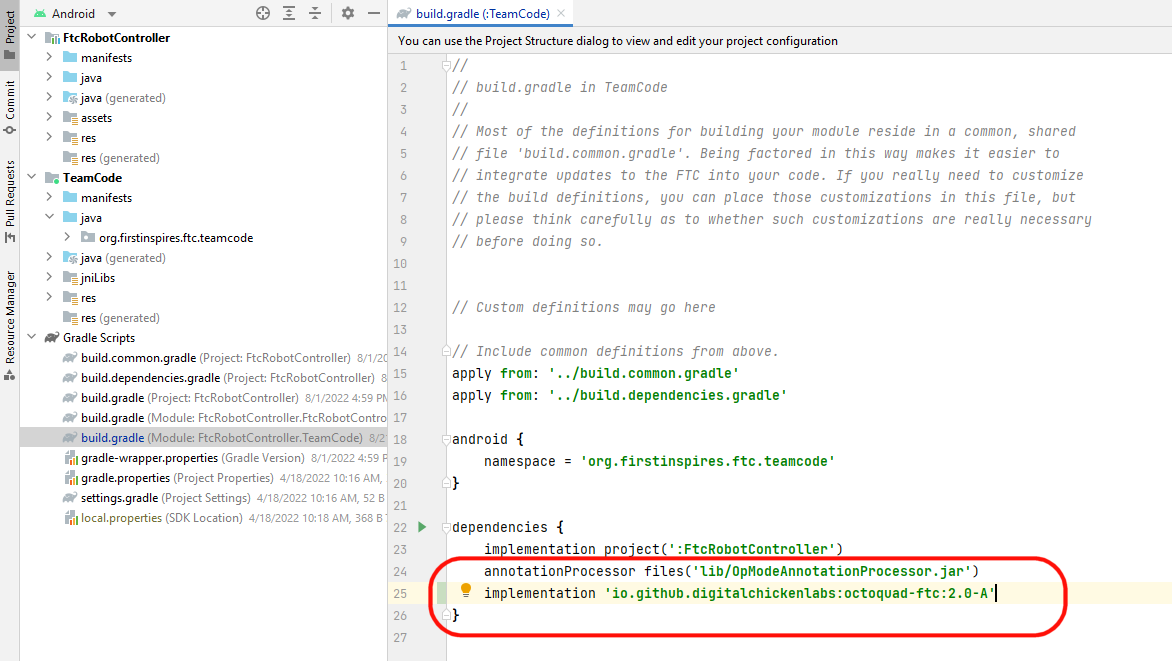 Android
build.gradle (:TeamCode)
Project
Commit
Pull Requests
Resource Manager
FtcRobotController
manifests
java
java (generated)
assets
res
res (generated)
TeamCode
manifests
java
org.firstinspires.ftc.teamcode
java (generated)
jniLibs
res
res (generated)
Gradle Scripts
build.common.gradle (Project: FtcRobotController) 8/1/20
build.dependencies.gradle (Project: FtcRobotController) 8
build.gradle (Project: FtcRobotController) 8/1/2022 4:59 PM
build.gradle (Module: FtcRobotController.FtcRobotContro
build.gradle (Module: FtcRobotController.TeamCode) 8/2
gradle-wrapper.properties (Gradle Version) 8/1/2022 4:59 P
gradle.properties (Project Properties) 4/18/2022 10:16 AM,
settings.gradle (Project Settings) 4/18/2022 10:16 AM, 52 B
local.properties (SDK Location) 4/18/2022 10:18 AM, 368 B
You can use the Project Structure dialog to view and edit your project configuration
1 //
2 // build.gradle in TeamCode
3 //
4 // Most of the definitions for building your module reside in a common, shared
5 // file 'build.common.gradle'. Being factored in this way makes it easier to
6 // integrate updates to the FTC into your code. If you really need to customize
7 // the build definitions, you can place those customizations in this file, but
8 // please think carefully as to whether such customizations are really necessary
9 // before doing so.
10
11
12 // Custom definitions may go here
13
14 // Include common definitions from above.
15 apply from: '../build.common.gradle'
16 apply from: '../build.dependencies.gradle'
17
18 android {
19 namespace = 'org.firstinspires.ftc.teamcode'
20 }
21
22 dependencies {
23 implementation project(':FtcRobotController')
24 annotationProcessor files('lib/OpModeAnnotationProcessor.jar')
25 implementation 'io.github.digitalchickenlabs:octoquad-ftc:2.0-A'
26 }
27